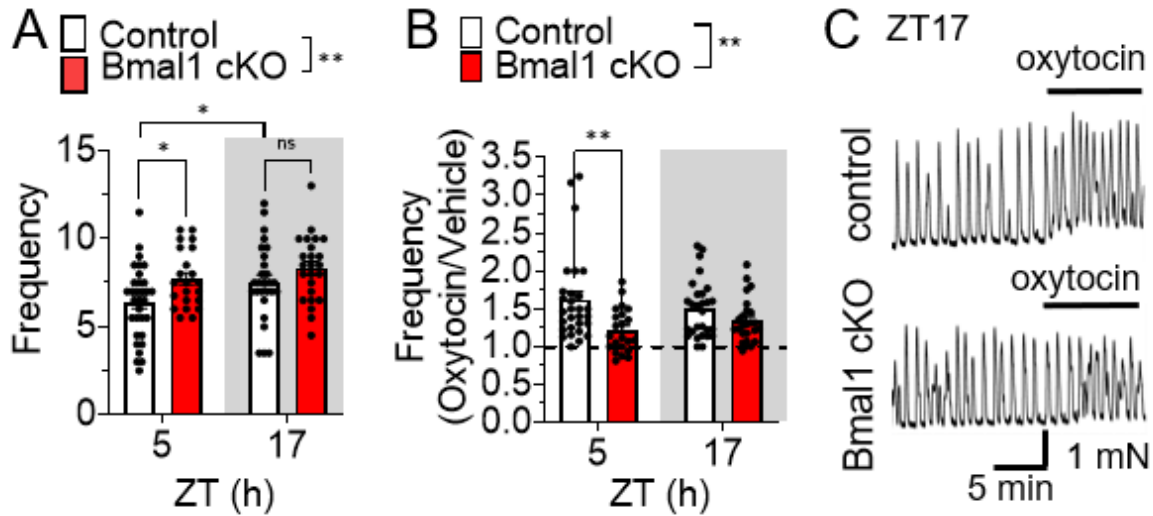 A
Control
Bmal1 cKO
**
*
*
ns
Frequency
15
10
5
0
5
17
ZT (h)
B
Control
Bmal1 cKO
**
**
Frequency
(Oxytocin/Vehicle)
3.5
3.0
2.5
2.0
1.5
1.0
0.5
0.0
5
17
ZT (h)
C
ZT17
oxytocin
control
oxytocin
Bmal1 cKO
1 mN
5 min